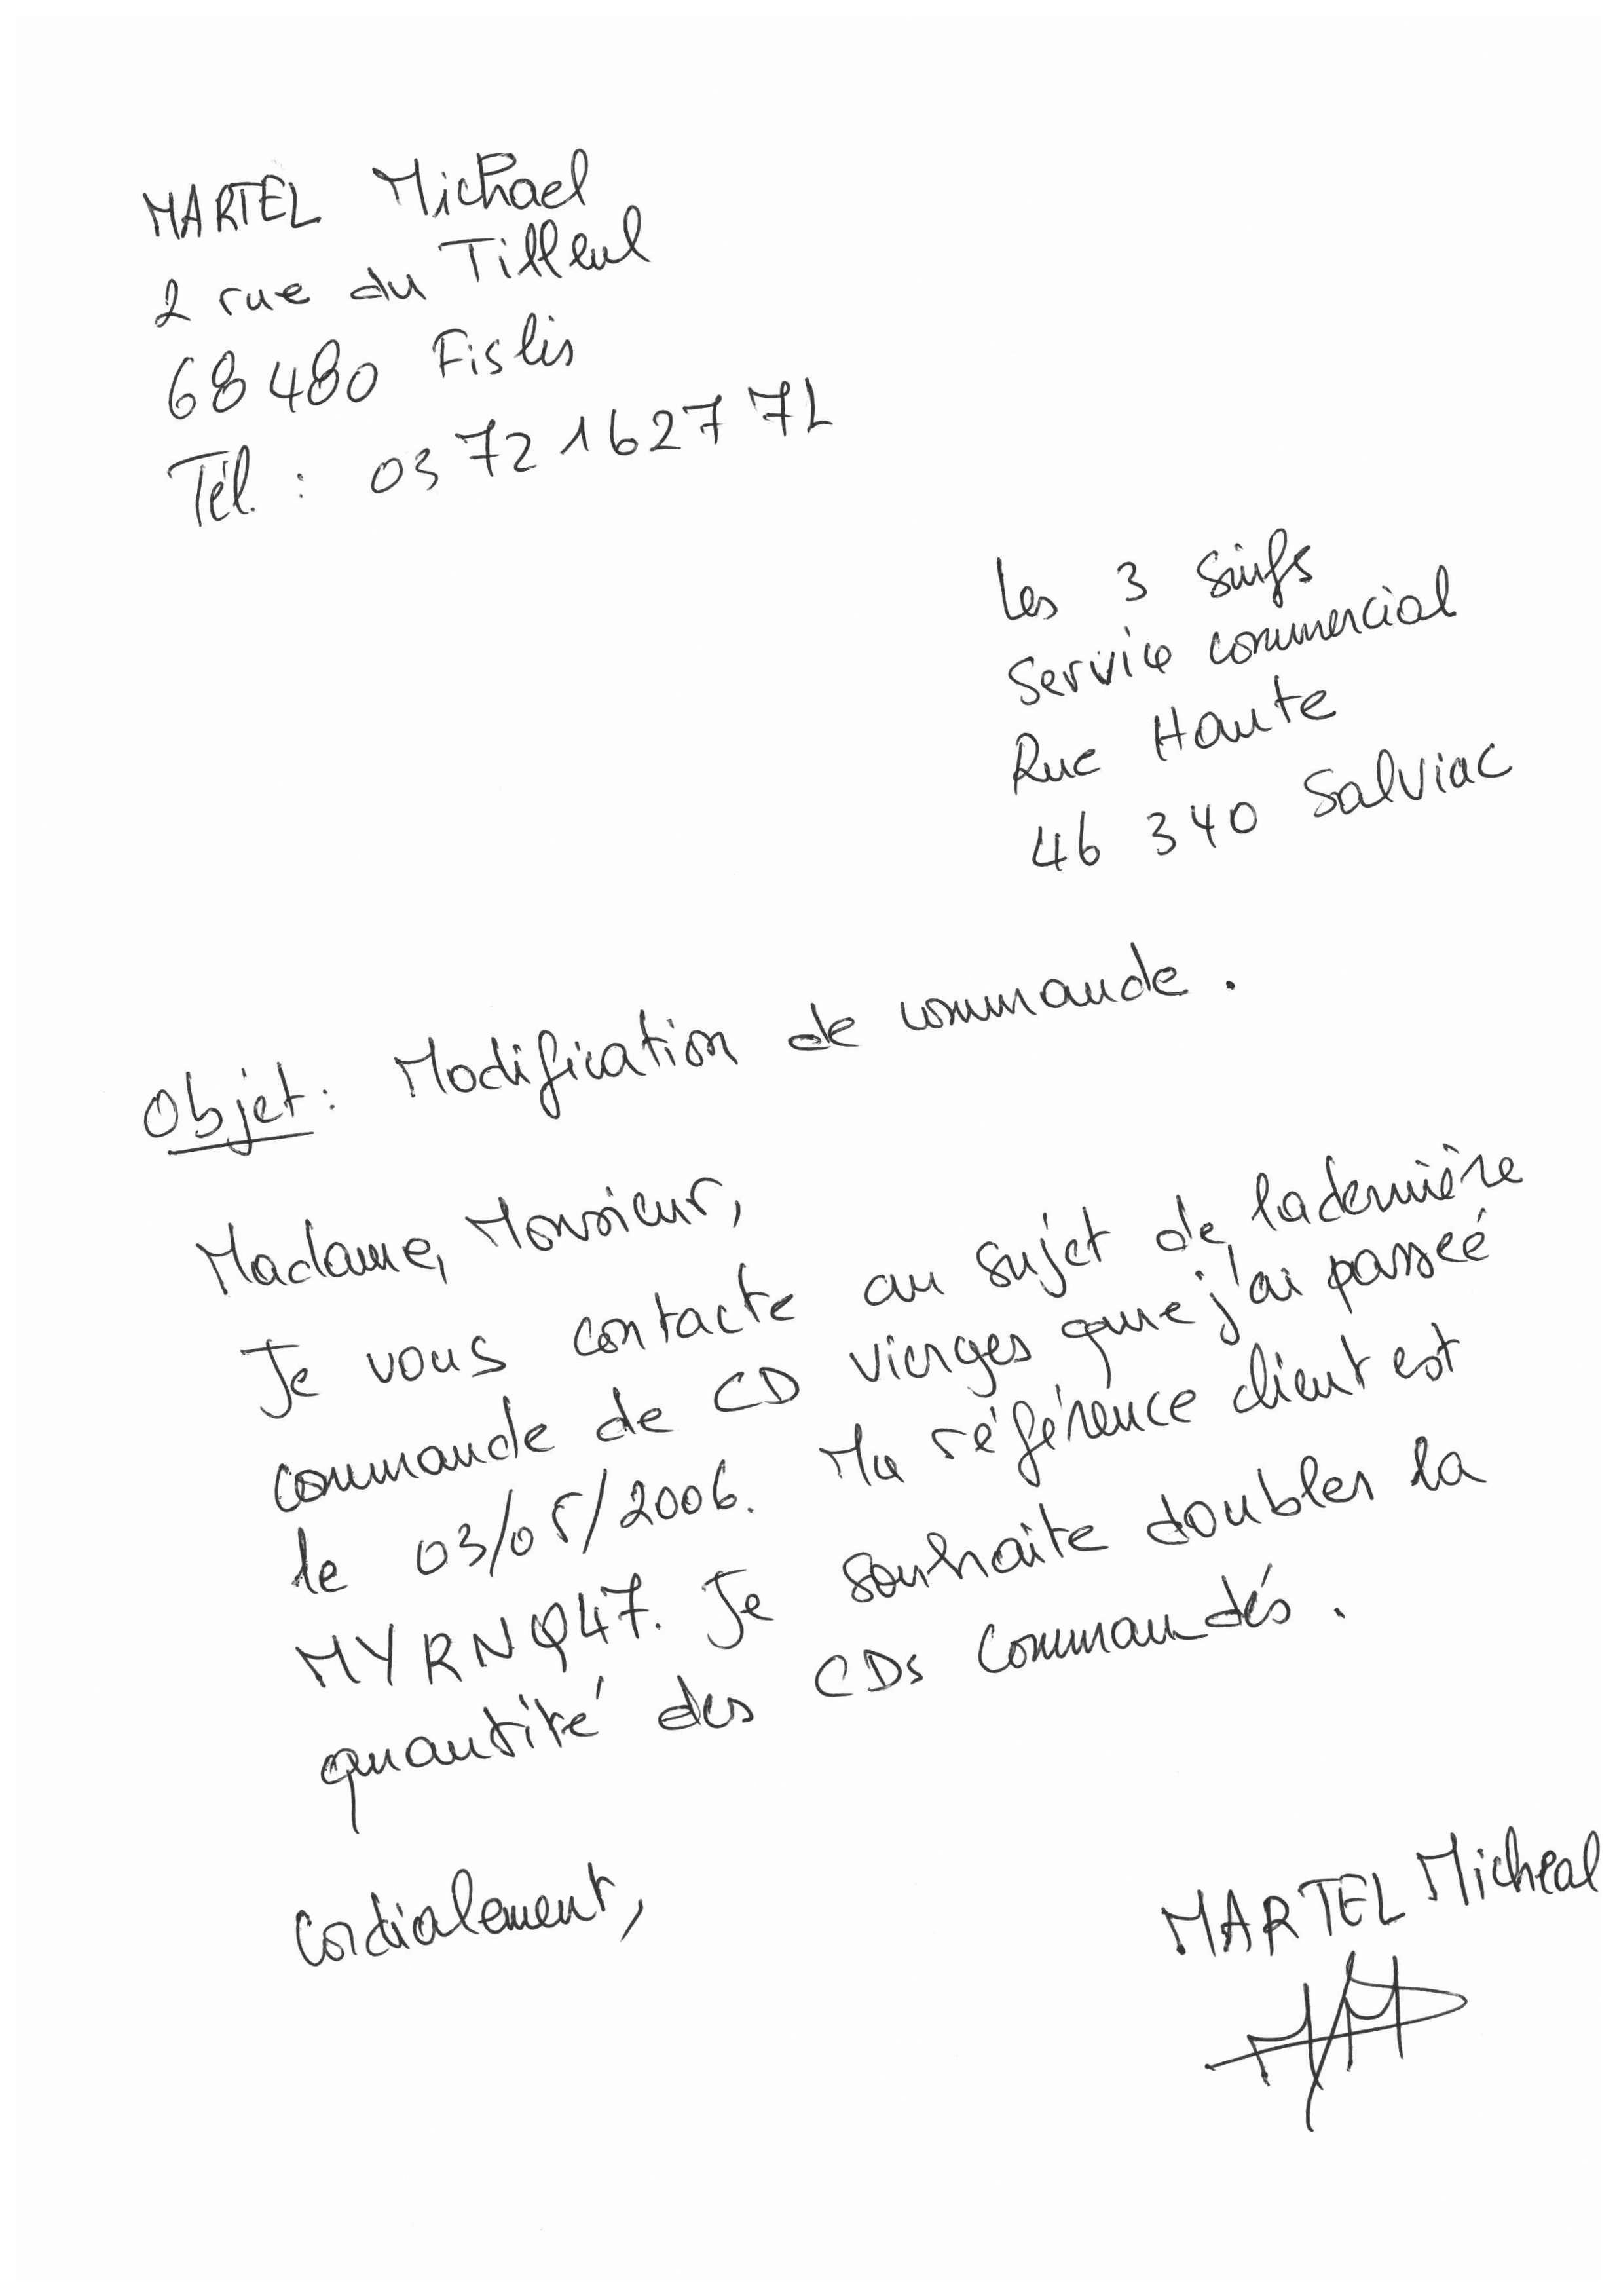 MARTEL Michael
2 rue du Tilleul
68480 Fislis
Tél. : 03 72 16 27 71
Les 3 Suifs
Service commercial
Rue Haute
46 340 Salviac
Objet : Modification de commande.
Madame, Monsieur,
Je vous contacte au sujet de la dernière
commande de CD vierges que j'ai passéé
le 03/05/2006. Ma référence client est
MYRNQ47. Je souhaite doubler la
quantité des CDs commandés.
Cordialement,
MARTEL Micheal